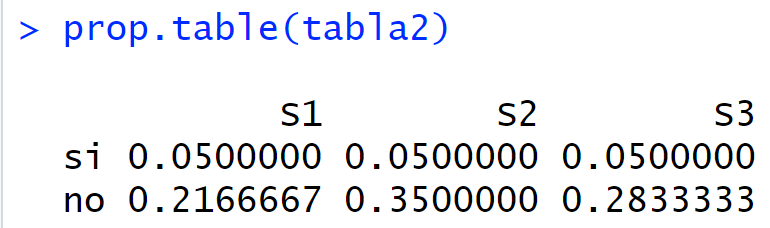 > prop.table(tabla2)
S1 S2 S3
si 0.0500000 0.0500000 0.0500000
no 0.2166667 0.3500000 0.2833333